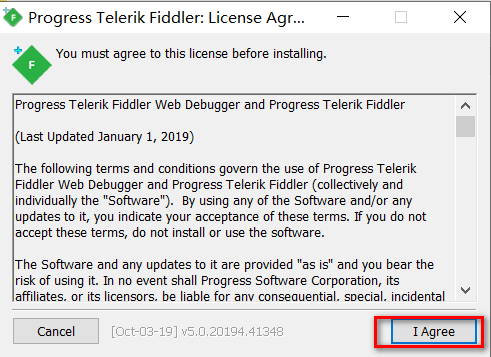 Progress Telerik Fiddler: License Agr...
F
You must agree to this license before installing.
Progress Telerik Fiddler Web Debugger and Progress Telerik Fiddler
(Last Updated January 1, 2019)
The following terms and conditions govern the use of Progress Telerik
Fiddler Web Debugger and Progress Telerik Fiddler (collectively and
individually the "Software").  By using any of the Software and/or any
updates to it, you indicate your acceptance of these terms. If you do not
accept these terms, do not install or use the software.
The Software and any updates to it are provided "as is" and you bear the
risk of using it. In no event shall Progress Software Corporation, its
affiliates, or its licensors, be liable for any consequential, special, incidental
Cancel
[Oct-03-19] v5.0.20194.41348
I Agree